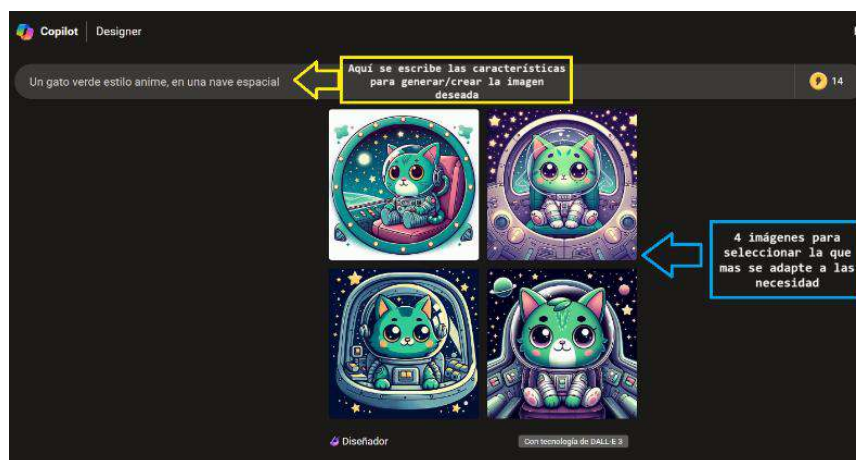 Copilot Designer
Un gato verde estilo anime, en una nave espacial
Aquí se escribe las características
para generar/crear la imagen
deseada
14
4 imágenes para
seleccionar la que
mas se adapte a las
necesidad
Diseñador
Con tecnología de DALL·E 3